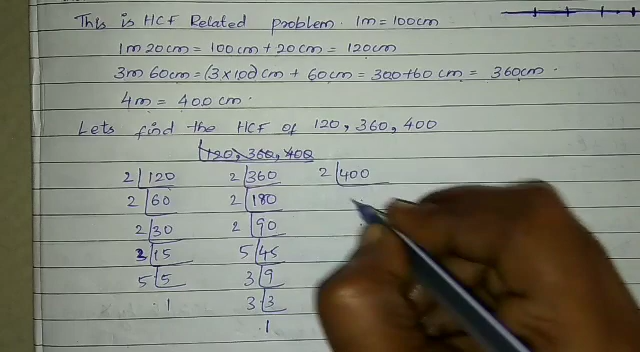 This is HCF Related problem. 1m = 100cm
1m 20cm = 100cm + 20cm = 120cm
3m 60cm = (3×100)cm + 60cm = 300+60 cm = 360cm.
4m = 400cm.
Lets find the HCF of 120, 360, 400
120, 360, 400
2 120 2 360 2 400
2 60 2 180
2 30 2 90
3 15 5 45
5 5 3 9
1 3 3
1